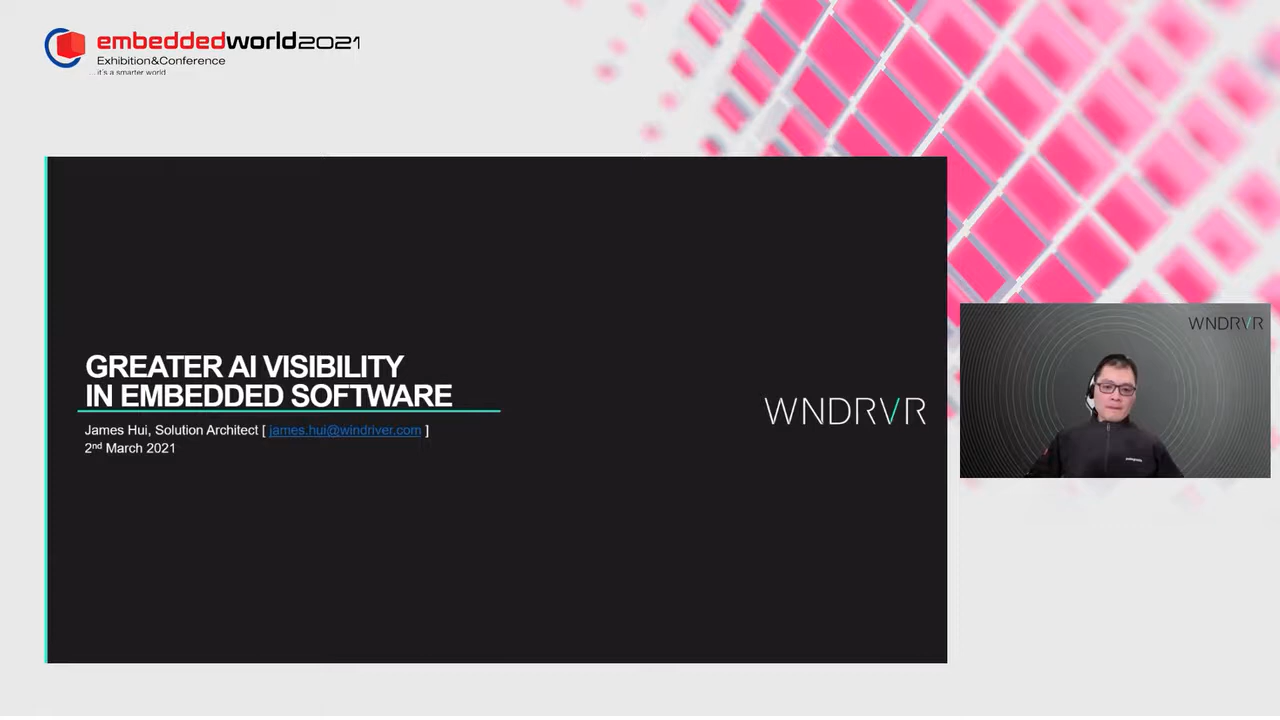 embeddedworld2021
Exhibition&Conference
...it's a smarter world
GREATER AI VISIBILITY
IN EMBEDDED SOFTWARE
James Hui, Solution Architect [ james.hui@windriver.com ]
2nd March 2021
WNDRVR
WNDRVR